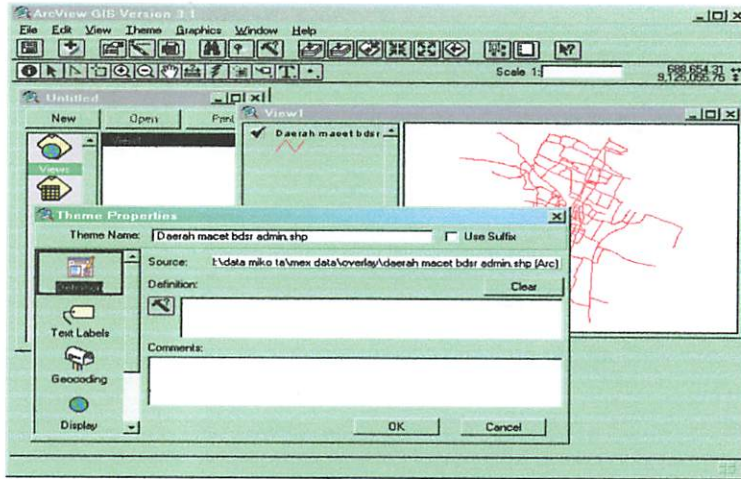 ArcView GIS Version 3.1
File Edit View Theme Graphics Window Help
Scale 1:
688,654.31
9,125,055.76
Untitled
New Open Print
Views
View1
Daerah macet bdsr
Theme Properties
Theme Name: Daerah macet bdsr admin.shp Use Suffix
Source: l:\data miko ta\mex data\overlay\daerah macet bdsr admin.shp [Arc]
Definition: Clear
Definition
Text Labels
Comments:
Geocoding
Display
OK Cancel